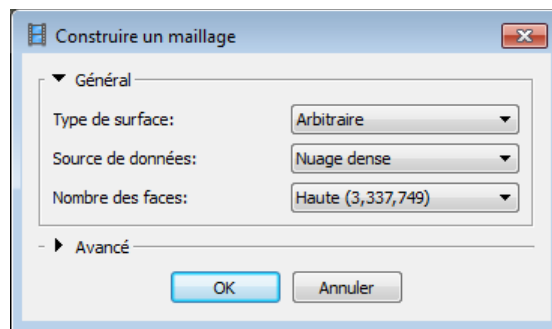 Construire un maillage
Général
Type de surface: Arbitraire
Source de données: Nuage dense
Nombre des faces: Haute (3,337,749)
Avancé
OK Annuler